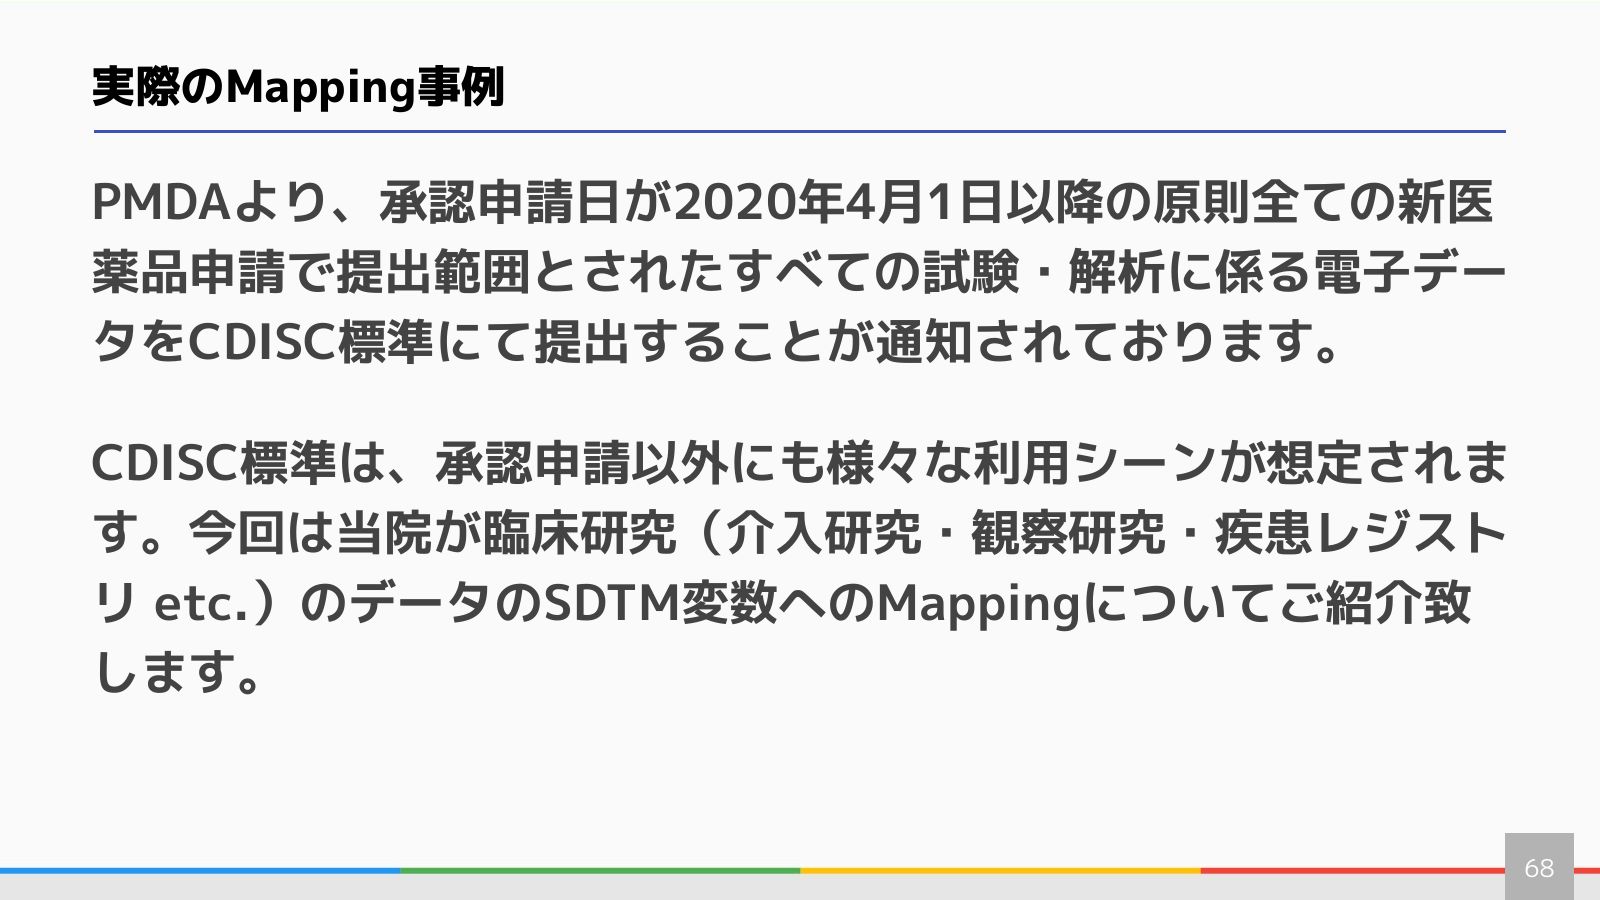 実際のMapping事例
PMDAより、承認申請日が2020年4月1日以降の原則全ての新医
薬品申請で提出範囲とされたすべての試験・解析に係る電子デー
タをCDISC標準にて提出することが通知されております。
CDISC標準は、承認申請以外にも様々な利用シーンが想定されま
す。今回は当院が臨床研究（介入研究・観察研究・疾患レジスト
リ etc.）のデータのSDTM変数へのMappingについてご紹介致
します。
68